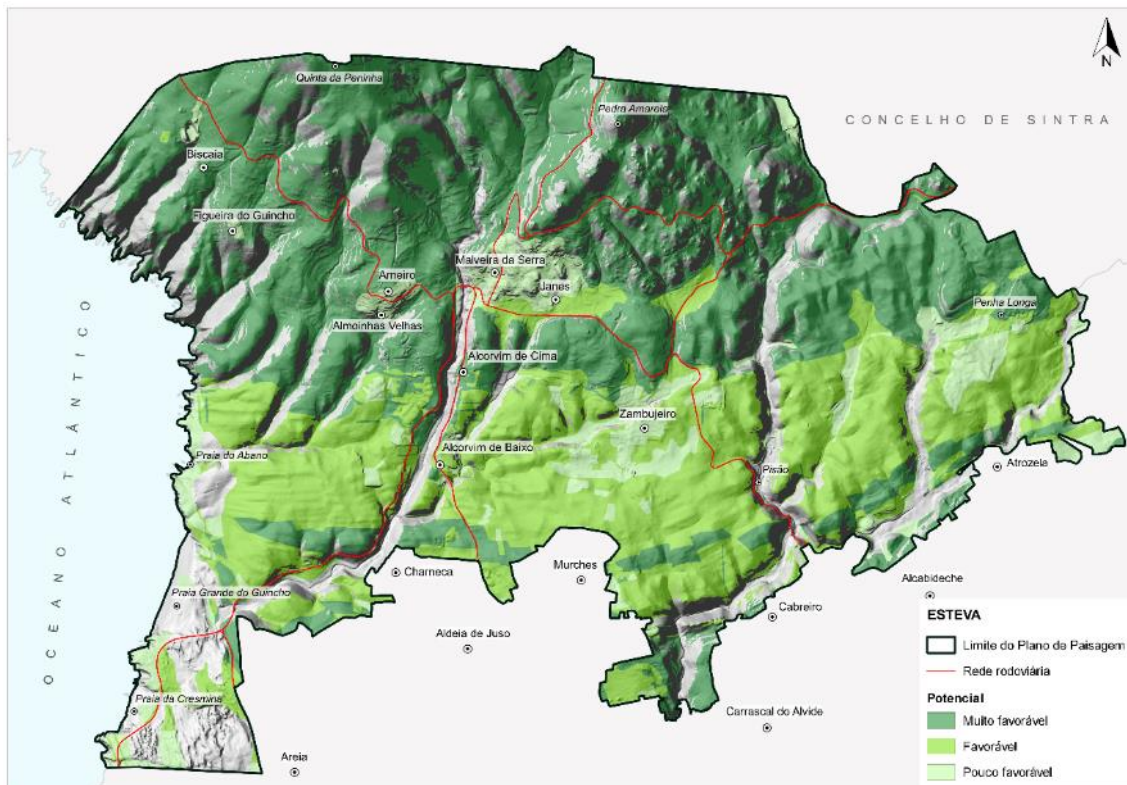 N
Quinta da Peninha
Pedra Amarela
CONCELHO DE SINTRA
Biscaia
Figueira do Guincho
Malveira da Serra
Arneiro
Janes
Penha Longa
Almoinhas Velhas
Alcorvim de Cima
Zambujeiro
Alcorvim de Baixo
Praia do Abano
Pisão
Atrozela
OCEANO ATLÂNTICO
Charneca
Murches
Alcabideche
Praia Grande do Guincho
Cabreiro
Aldeia de Juso
Praia da Cresmina
Carrascal do Alvide
Areia
ESTEVA
Limite do Plano de Paisagem
Rede rodoviária
Potencial
Muito favorável
Favorável
Pouco favorável